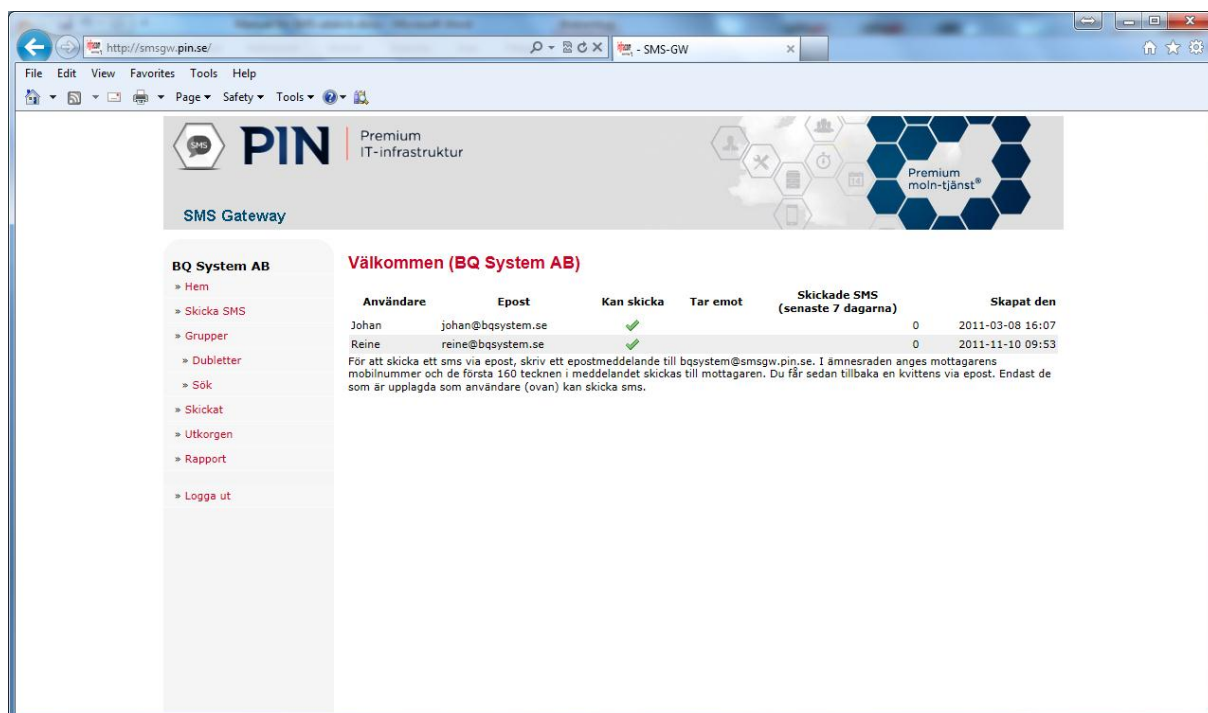 http://smsgw.pin.se/
- SMS-GW
File Edit View Favorites Tools Help
Page Safety Tools
SMS
PIN
Premium
IT-infrastruktur
14
Premium
moln-tjänst®
SMS Gateway
BQ System AB
» Hem
» Skicka SMS
» Grupper
» Dubletter
» Sök
» Skickat
» Utkorgen
» Rapport
» Logga ut
Välkommen (BQ System AB)
Användare Epost Kan skicka Tar emot Skickade SMS (senaste 7 dagarna) Skapat den
Johan johan@bqsystem.se 0 2011-03-08 16:07
Reine reine@bqsystem.se 0 2011-11-10 09:53
För att skicka ett sms via epost, skriv ett epostmeddelande till bqsystem@smsgw.pin.se. I ämnesraden anges mottagarens
mobilnummer och de första 160 tecknen i meddelandet skickas till mottagaren. Du får sedan tillbaka en kvittens via epost. Endast de
som är upplagda som användare (ovan) kan skicka sms.